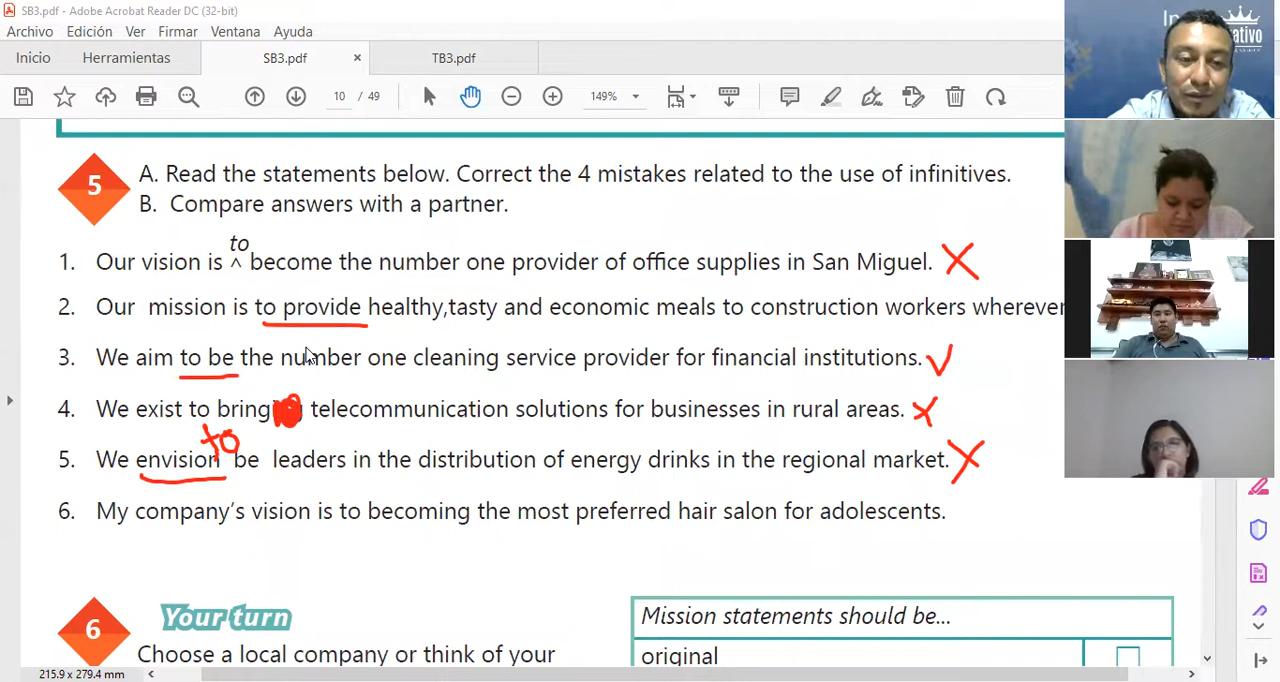 SB3.pdf - Adobe Acrobat Reader DC (32-bit)
Archivo Edición Ver Firmar Ventana Ayuda
Inicio Herramientas SB3.pdf × TB3.pdf
10 / 49 149%
5 A. Read the statements below. Correct the 4 mistakes related to the use of infinitives.
B. Compare answers with a partner.
to
1. Our vision is ^ become the number one provider of office supplies in San Miguel. X
2. Our mission is to provide healthy,tasty and economic meals to construction workers wherever
3. We aim to be the number one cleaning service provider for financial institutions. ✓
4. We exist to bring telecommunication solutions for businesses in rural areas. x
to
5. We envision be leaders in the distribution of energy drinks in the regional market. X
6. My company's vision is to becoming the most preferred hair salon for adolescents.
6 Your turn
Choose a local company or think of your
Mission statements should be...
original
215.9 x 279.4 mm